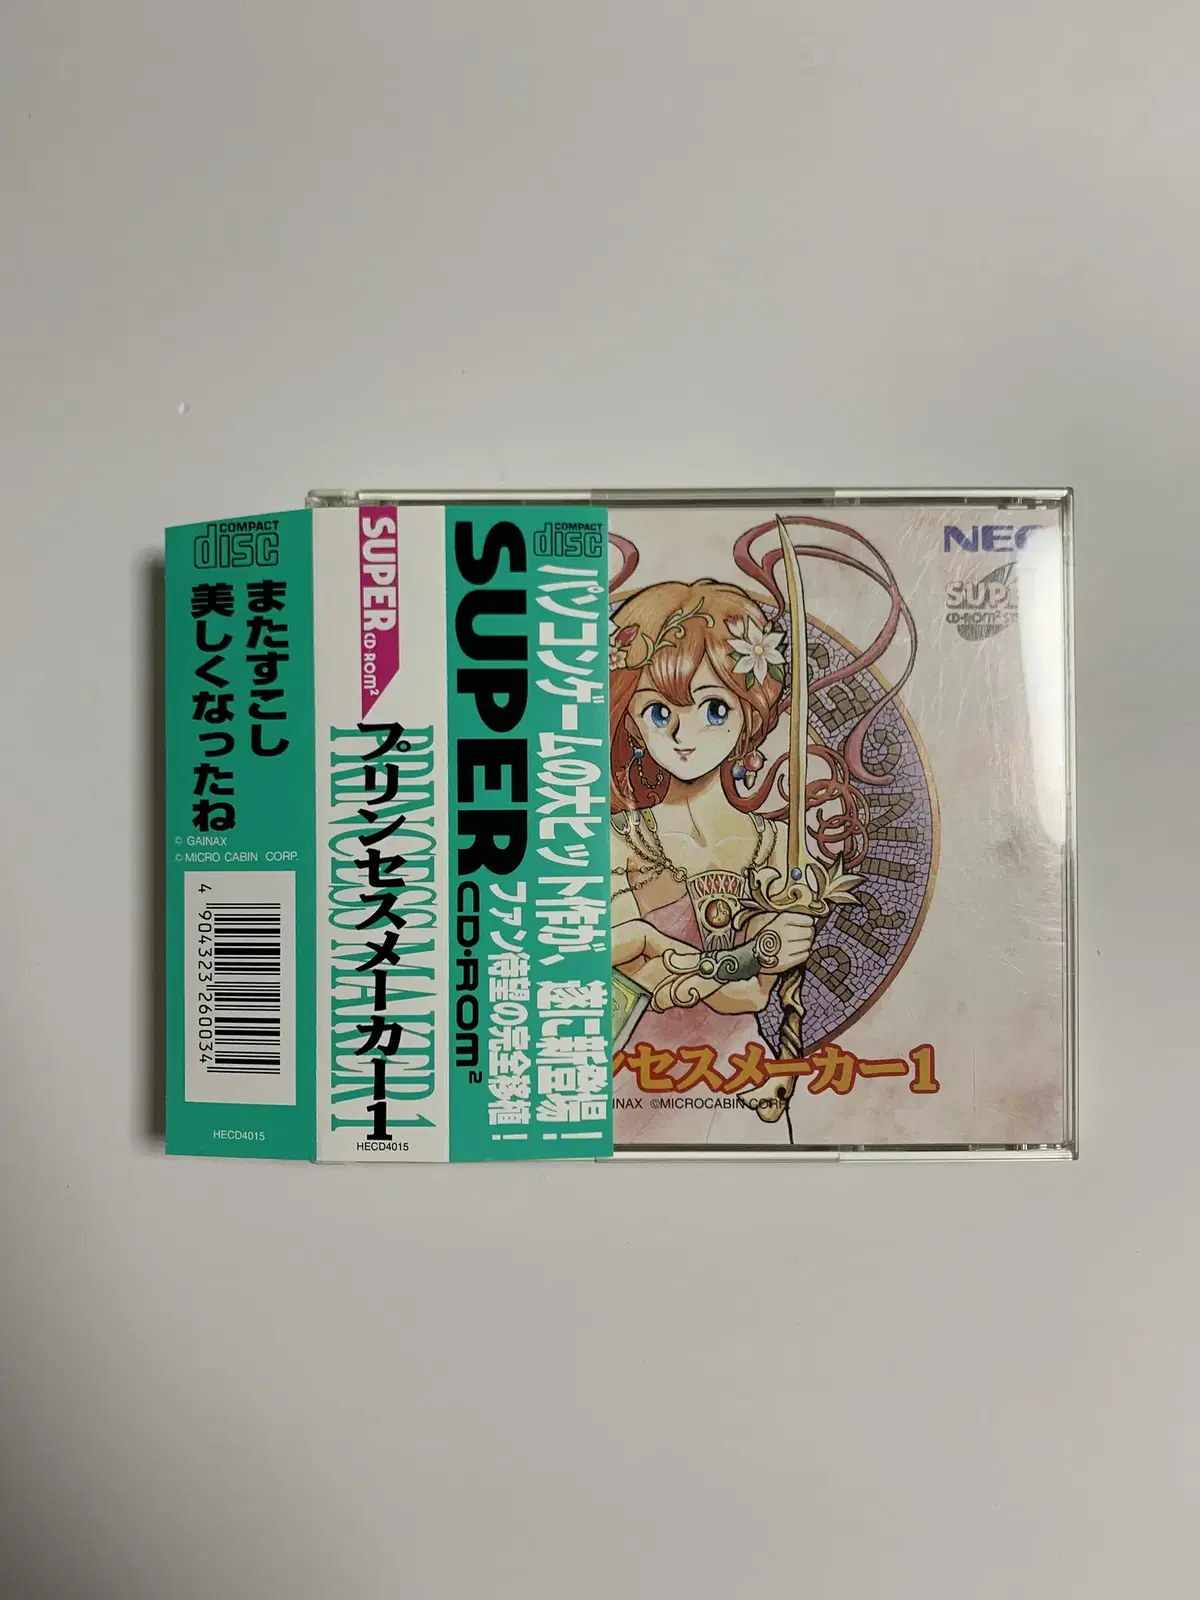 COMPACT
disc
またすこし
美しくなったね
© GAINAX
© MICRO CABIN CORP.
4 904323 260034
HECD4015
SUPER
CD-ROM²
プリンセスメーカー1
PRINCESS MAKER 1
HECD4015
COMPACT
disc
パソコンゲームの大ヒット作が、遂に新登場!
ファン待望の完全移植!
SUPER
CD・ROM²
NEC
SUPE
CD-ROM² SY
ンセスメーカー1
INAX ©MICROCABIN CORP.